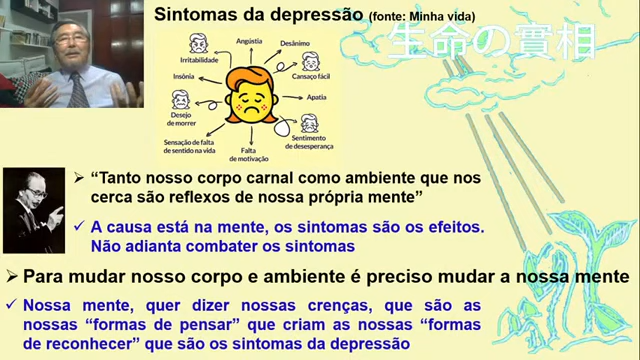 Sintomas da depressão (fonte: Minha vida)
生命の實相
Angústia
Irritabilidade
Desânimo
Insônia
Cansaço fácil
Desejo
de morrer
Apatia
Sensação de falta
de sentido na vida
Falta
de motivação
Sentimento
de desesperança
➢ “Tanto nosso corpo carnal como ambiente que nos
cerca são reflexos de nossa própria mente”
✓ A causa está na mente, os sintomas são os efeitos.
Não adianta combater os sintomas
➢ Para mudar nosso corpo e ambiente é preciso mudar a nossa mente
✓ Nossa mente, quer dizer nossas crenças, que são as
nossas “formas de pensar” que criam as nossas “formas
de reconhecer” que são os sintomas da depressão